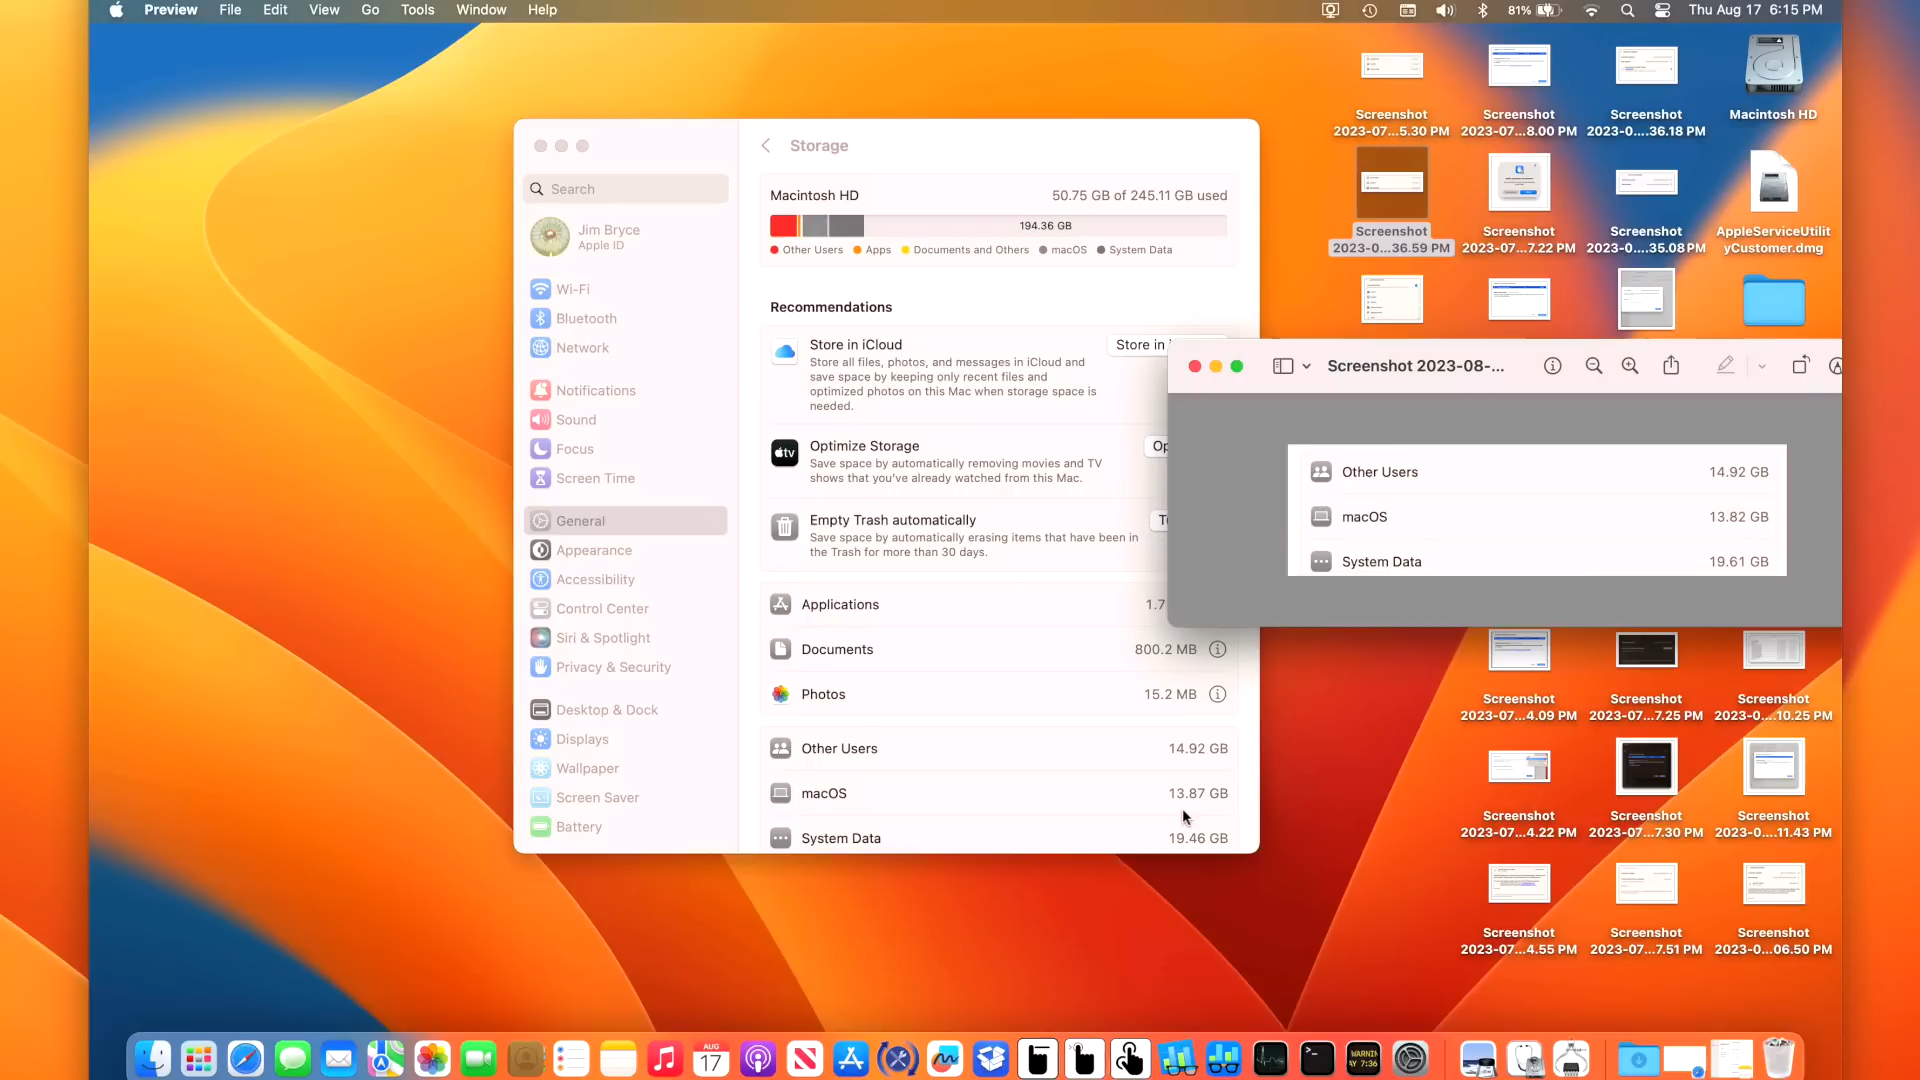 Preview File Edit View Go Tools Window Help
81% Thu Aug 17 6:15 PM
Screenshot
2023-07...5.30 PM
Screenshot
2023-07...8.00 PM
Screenshot
2023-0....36.18 PM
Macintosh HD
Screenshot
2023-0...36.59 PM
Screenshot
2023-07...7.22 PM
Screenshot
2023-0....35.08 PM
AppleServiceUtilit
yCustomer.dmg
Search
Jim Bryce
Apple ID
Wi-Fi
Bluetooth
Network
Notifications
Sound
Focus
Screen Time
General
Appearance
Accessibility
Control Center
Siri & Spotlight
Privacy & Security
Desktop & Dock
Displays
Wallpaper
Screen Saver
Battery
Storage
Macintosh HD 50.75 GB of 245.11 GB used
194.36 GB
Other Users Apps Documents and Others macOS System Data
Recommendations
Store in iCloud
Store in
Store all files, photos, and messages in iCloud and
save space by keeping only recent files and
optimized photos on this Mac when storage space is
needed.
tv
Optimize Storage
Op
Save space by automatically removing movies and TV
shows that you've already watched from this Mac.
Empty Trash automatically
Save space by automatically erasing items that have been in
the Trash for more than 30 days.
Applications 1.7
Documents 800.2 MB
Photos 15.2 MB
Other Users 14.92 GB
macOS 13.87 GB
System Data 19.46 GB
Screenshot 2023-08-...
Other Users 14.92 GB
macOS 13.82 GB
System Data 19.61 GB
Screenshot
2023-07...4.09 PM
Screenshot
2023-07...7.25 PM
Screenshot
2023-0....10.25 PM
Screenshot
2023-07...4.22 PM
Screenshot
2023-07...7.30 PM
Screenshot
2023-0....11.43 PM
Screenshot
2023-07...4.55 PM
Screenshot
2023-07...7.51 PM
Screenshot
2023-0...06.50 PM
AUG
17